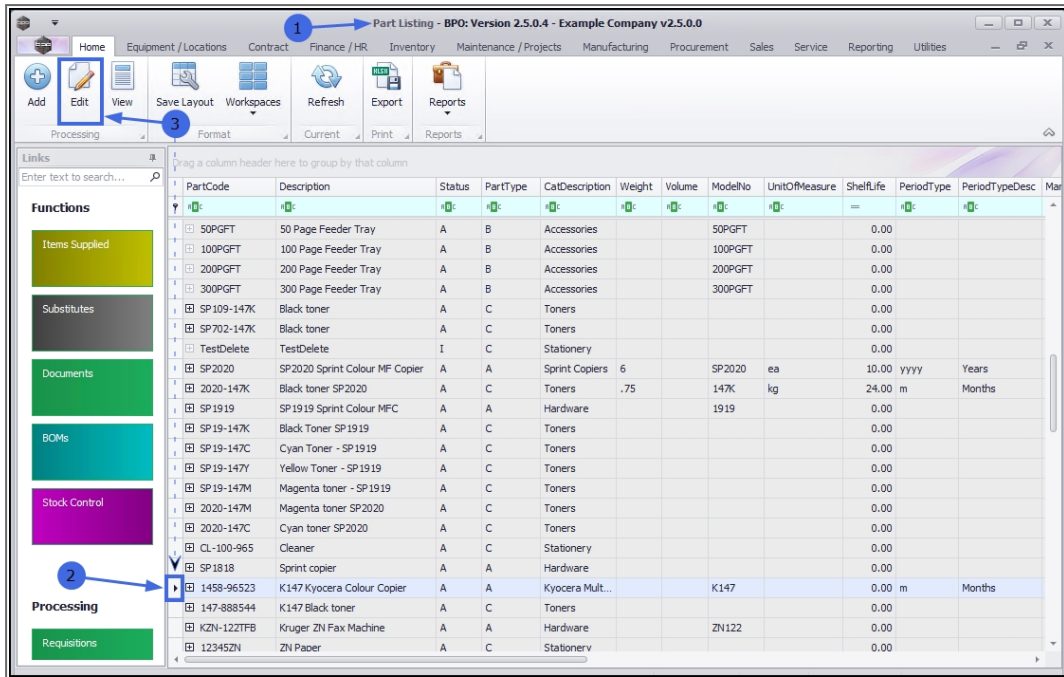 1
Part Listing - BPO: Version 2.5.0.4 - Example Company v2.5.0.0
Home Equipment / Locations Contract Finance / HR Inventory Maintenance / Projects Manufacturing Procurement Sales Service Reporting Utilities
Add Edit View Save Layout Workspaces Refresh Export Reports
XLSX
3
Processing Format Current Print Reports
Links
Enter text to search...
Drag a column header here to group by that column
PartCode Description Status PartType CatDescription Weight Volume ModelNo UnitOfMeasure ShelfLife PeriodType PeriodTypeDesc Mar
Functions
Items Supplied
Substitutes
Documents
BOMs
Stock Control
2
Processing
Requisitions
50PGFT 50 Page Feeder Tray A B Accessories 50PGFT 0.00
100PGFT 100 Page Feeder Tray A B Accessories 100PGFT 0.00
200PGFT 200 Page Feeder Tray A B Accessories 200PGFT 0.00
300PGFT 300 Page Feeder Tray A B Accessories 300PGFT 0.00
SP109-147K Black toner A C Toners 0.00
SP702-147K Black toner A C Toners 0.00
TestDelete TestDelete I C Stationery 0.00
SP2020 SP2020 Sprint Colour MF Copier A A Sprint Copiers 6 SP2020 ea 10.00 yyyy Years
2020-147K Black toner SP2020 A C Toners .75 147K kg 24.00 m Months
SP1919 SP1919 Sprint Colour MFC A A Hardware 1919 0.00
SP19-147K Black Toner SP1919 A C Toners 0.00
SP19-147C Cyan Toner - SP1919 A C Toners 0.00
SP19-147Y Yellow Toner - SP1919 A C Toners 0.00
SP19-147M Magenta toner - SP1919 A C Toners 0.00
2020-147M Magenta toner SP2020 A C Toners 0.00
2020-147C Cyan toner SP2020 A C Toners 0.00
CL-100-965 Cleaner A C Stationery 0.00
SP1818 Sprint copier A A Hardware 0.00
1458-96523 K147 Kyocera Colour Copier A A Kyocera Mult... K147 0.00 m Months
147-888544 K147 Black toner A C Toners 0.00
KZN-122TFB Kruger ZN Fax Machine A A Hardware ZN122 0.00
12345ZN ZN Paper A C Stationery 0.00